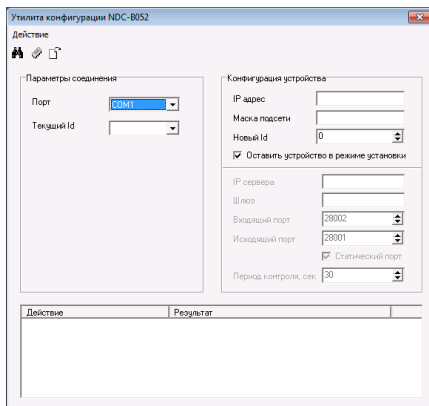 Утилита конфигурации NDC-B052
Действие
Параметры соединения
Порт
COM1
Текущий Id
Конфигурация устройства
IP адрес
Маска подсети
Новый Id
0
Оставить устройство в режиме установки
IP сервера
Шлюз
Входящий порт
28002
Исходящий порт
28001
Статический порт
Период контроля, сек
30
Действие
Результат